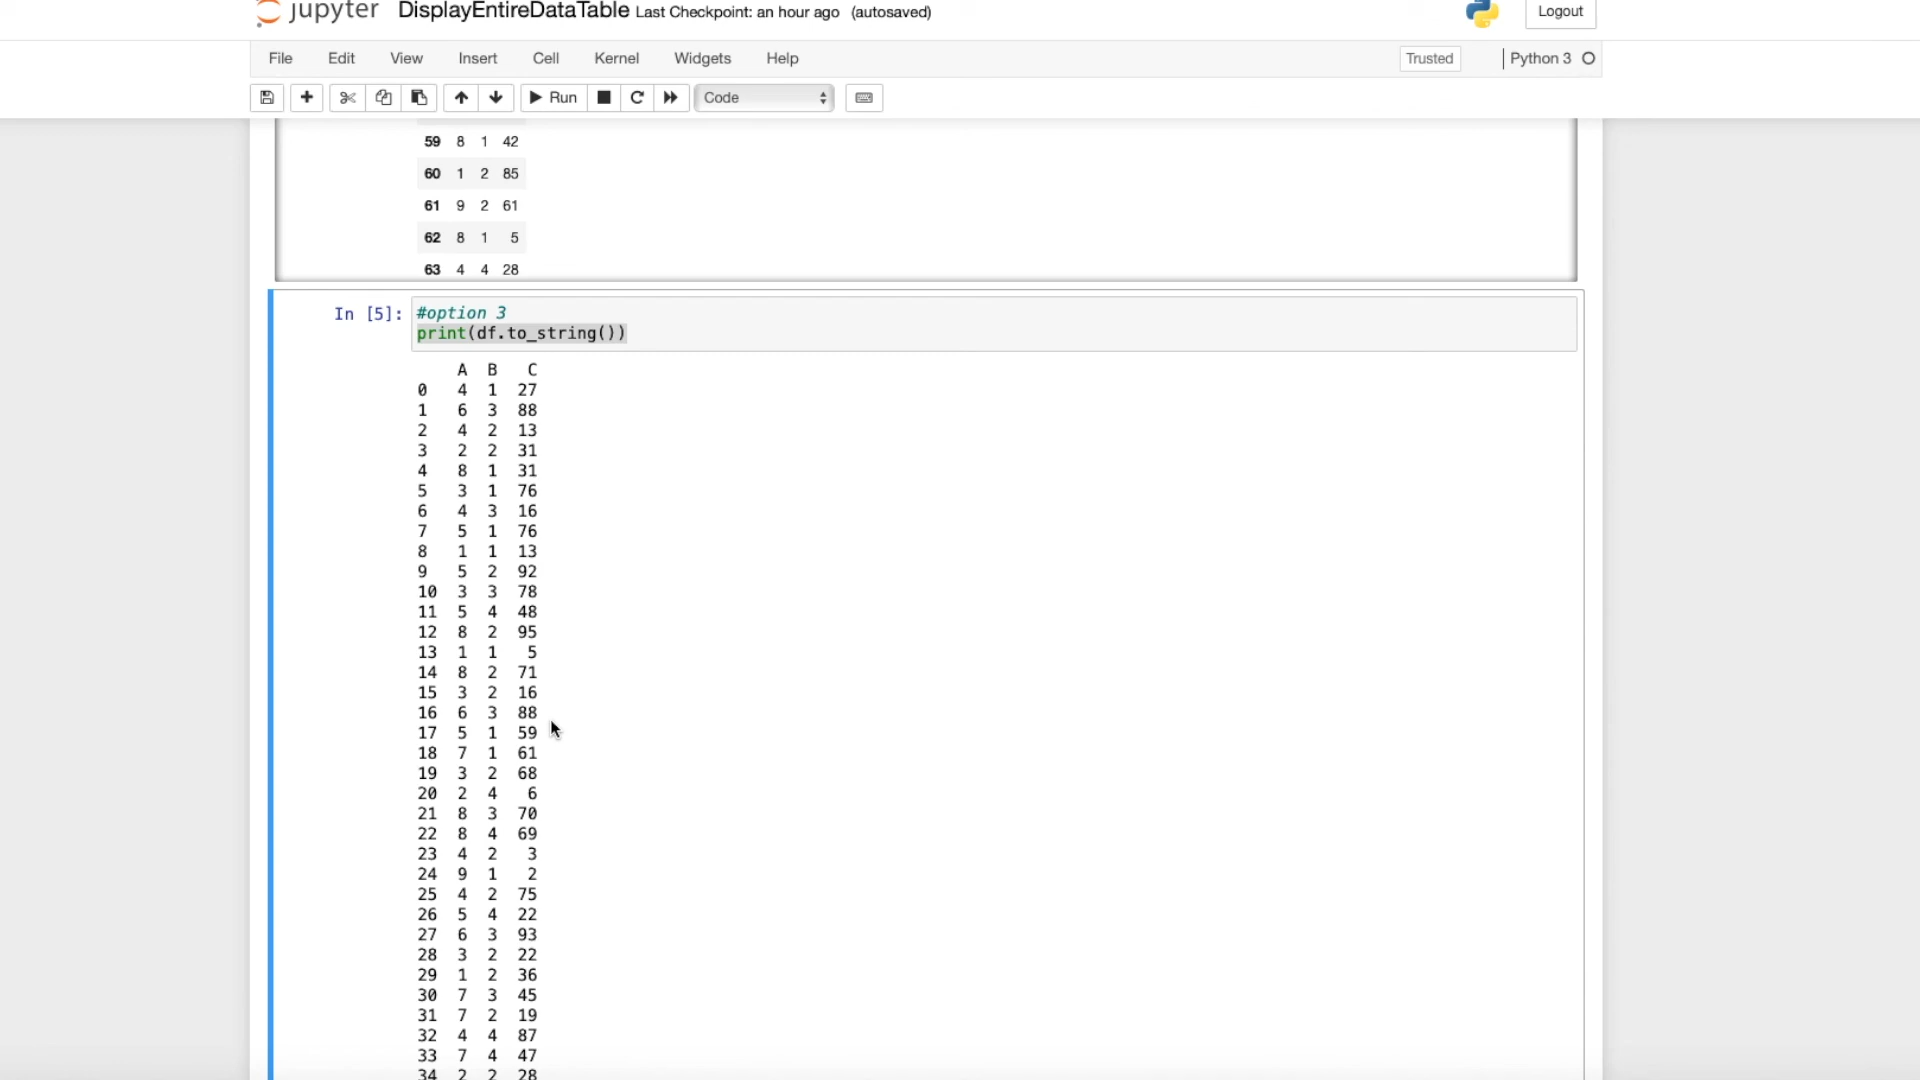 jupyter DisplayEntireDataTable Last Checkpoint: an hour ago (autosaved) Logout
File Edit View Insert Cell Kernel Widgets Help Trusted Python 3
Run Code
59 8 1 42
60 1 2 85
61 9 2 61
62 8 1 5
63 4 4 28
In [5]: #option 3
print(df.to_string())
A B C
0 4 1 27
1 6 3 88
2 4 2 13
3 2 2 31
4 8 1 31
5 3 1 76
6 4 3 16
7 5 1 76
8 1 1 13
9 5 2 92
10 3 3 78
11 5 4 48
12 8 2 95
13 1 1 5
14 8 2 71
15 3 2 16
16 6 3 88
17 5 1 59
18 7 1 61
19 3 2 68
20 2 4 6
21 8 3 70
22 8 4 69
23 4 2 3
24 9 1 2
25 4 2 75
26 5 4 22
27 6 3 93
28 3 2 22
29 1 2 36
30 7 3 45
31 7 2 19
32 4 4 87
33 7 4 47
34 2 2 28